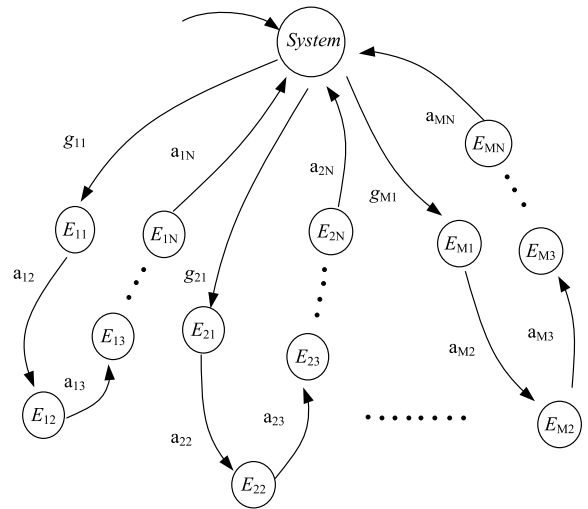 System
g11
a1N
a2N
gM1
aMN
EMN
E11
E1N
E2N
EM1
EM3
a12
g21
E13
E21
E23
aM2
aM3
a13
E12
a22
a23
EM2
E22